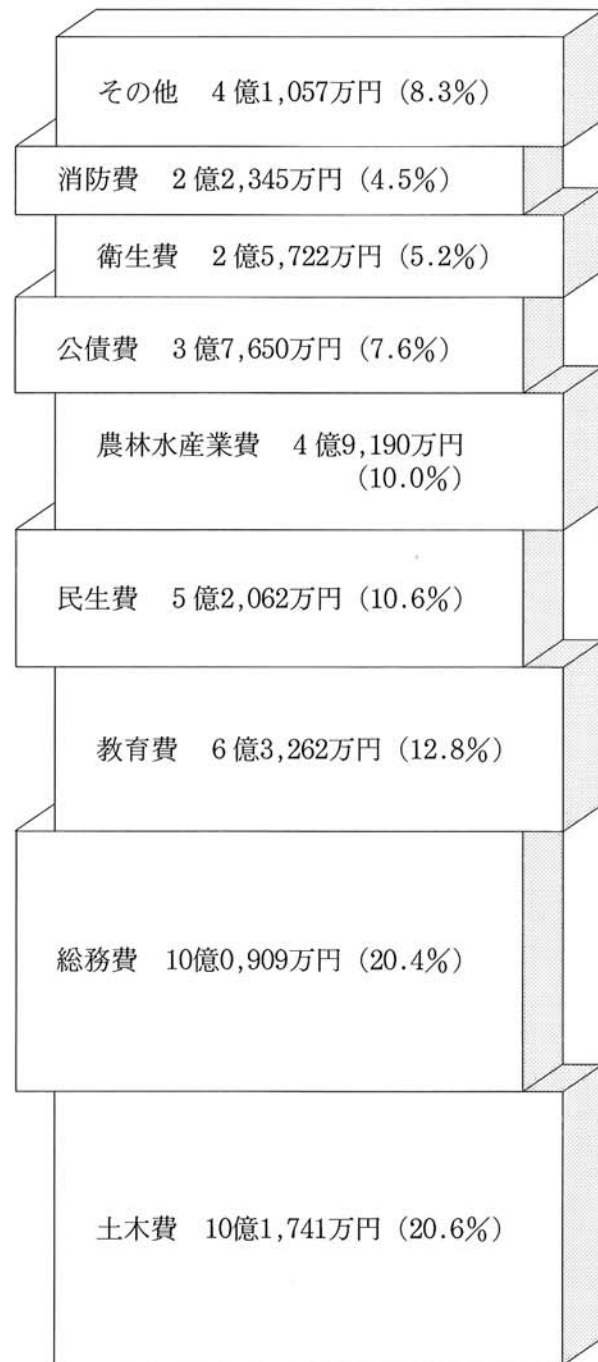 その他 4億1,057万円（8.3%）
消防費 2億2,345万円（4.5%）
衛生費 2億5,722万円（5.2%）
公債費 3億7,650万円（7.6%）
農林水産業費 4億9,190万円
（10.0%）
民生費 5億2,062万円（10.6%）
教育費 6億3,262万円（12.8%）
総務費 10億0,909万円（20.4%）
土木費 10億1,741万円（20.6%）